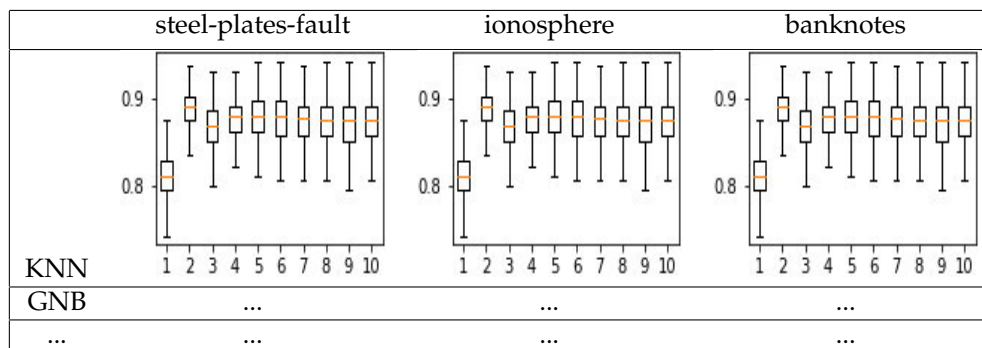 steel-plates-fault ionosphere banknotes
0.9 0.9 0.9
0.8 0.8 0.8
KNN 1 2 3 4 5 6 7 8 9 10 1 2 3 4 5 6 7 8 9 10 1 2 3 4 5 6 7 8 9 10
GNB ... ... ...
... ... ... ...